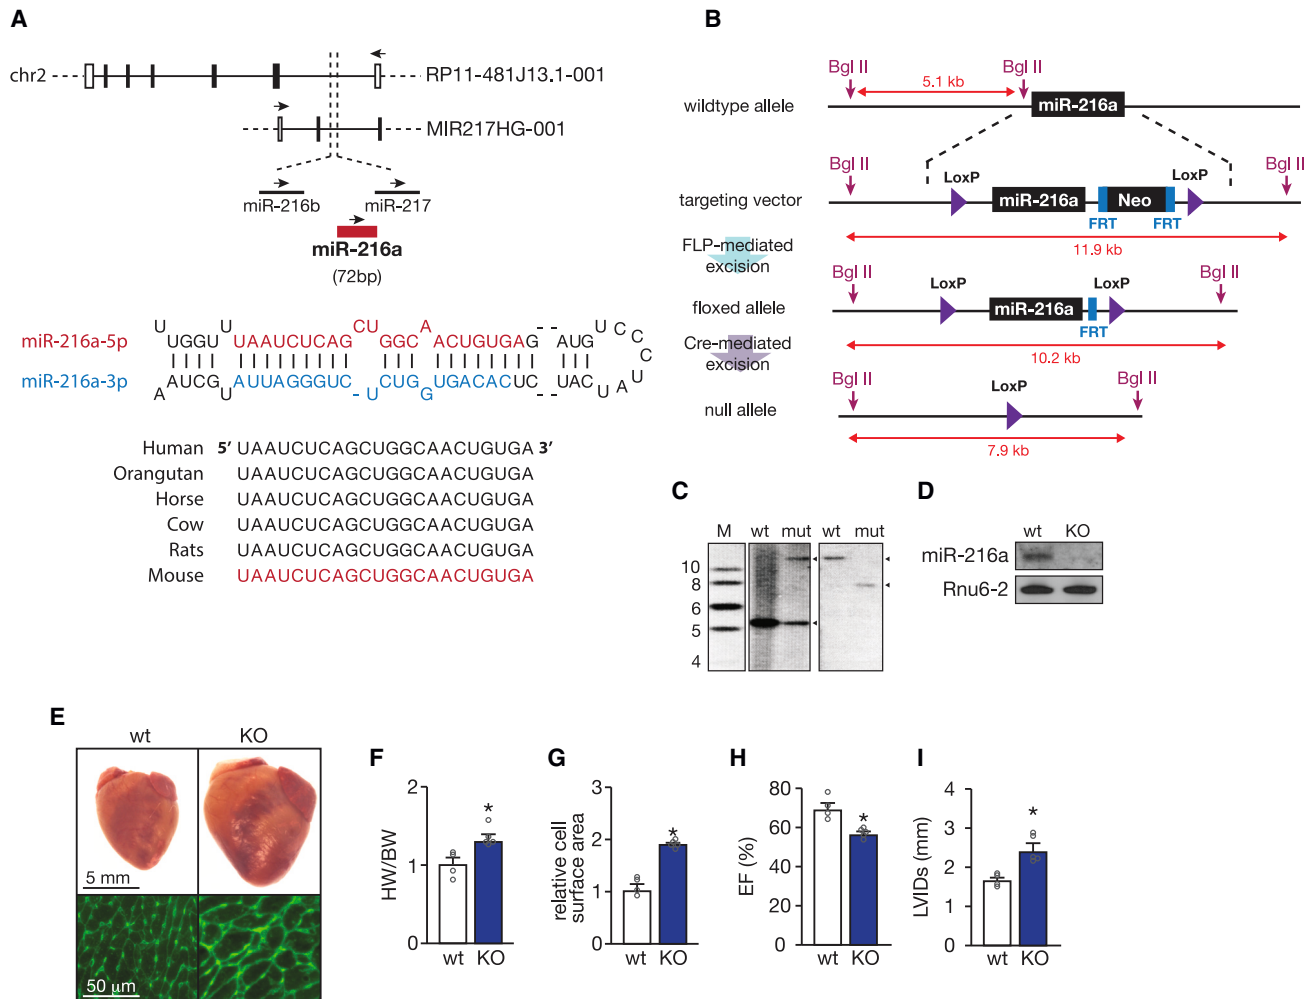 A
chr2
RP11-481J13.1-001
MIR217HG-001
miR-216b
miR-217
miR-216a
(72bp)
miR-216a-5p
U UGGU U UAAUCUCAG CU GGC A ACUGUGA G - - AUG U C C C U A U
miR-216a-3p
A AU CG U AUUAGGGUC - U CUG G UGACAC UC - - UAC
Human 5′ UAAUCUCAGCUGGCAACUGUGA 3′
Orangutan UAAUCUCAGCUGGCAACUGUGA
Horse UAAUCUCAGCUGGCAACUGUGA
Cow UAAUCUCAGCUGGCAACUGUGA
Rats UAAUCUCAGCUGGCAACUGUGA
Mouse UAAUCUCAGCUGGCAACUGUGA
B
Bgl II Bgl II
5.1 kb
wildtype allele
miR-216a
Bgl II Bgl II
LoxP LoxP
targeting vector
miR-216a Neo
FRT FRT
11.9 kb
FLP-mediated
excision
Bgl II Bgl II
LoxP LoxP
floxed allele
miR-216a
FRT
10.2 kb
Cre-mediated
excision
Bgl II Bgl II
LoxP
null allele
7.9 kb
C
M wt mut wt mut
10
8
6
5
4
D
wt KO
miR-216a
Rnu6-2
E
wt KO
5 mm
50 µm
F
HW/BW
2
1
0
*
wt KO
G
relative cell
surface area
3
2
1
0
*
wt KO
H
EF (%)
80
60
40
20
0
*
wt KO
I
LVIDs (mm)
4
3
2
1
0
*
wt KO